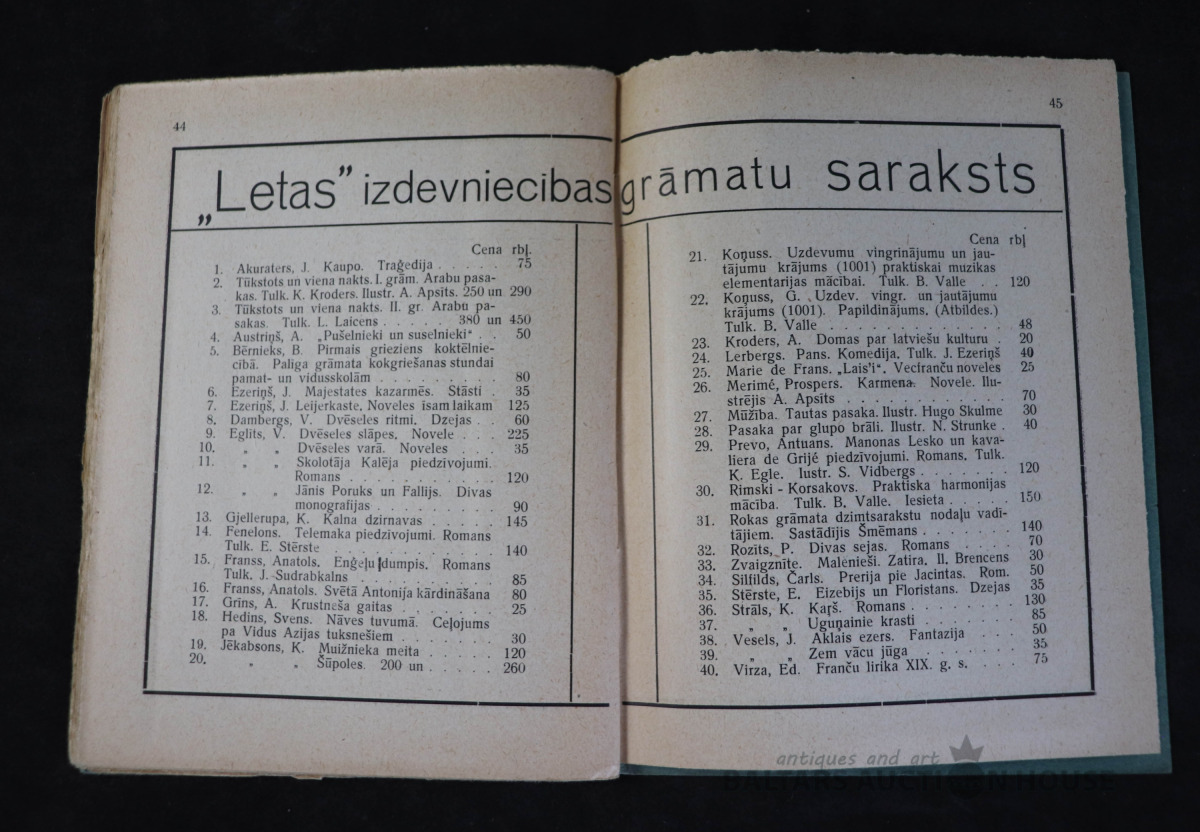 44
„Letas” izdevniecības
Cena rbļ.
1. Akuraters, J. Kaupo. Traģedija . . . . . 75
2. Tūkstots un viena nakts. I. grām. Arabu pasa-
kas. Tulk. K. Kroders. Ilustr. A. Apsīts. 250 un 290
3. Tūkstots un viena nakts. II. gr. Arabu pa-
sakas. Tulk. L. Laicens . . . . . 380 un 450
4. Austriņš, A. „Pušelnieki un suselnieki” . . 50
5. Bērnieks, B. Pirmais grieziens koktēlnie-
cībā. Palīga grāmata kokgriešanas stundai
pamat- un vidusskolām . . . . . . . . . 80
6. Ezeriņš, J. Majestates kazarmēs. Stāsti . 35
7. Ezeriņš, J. Leijerkaste. Noveles īsam laikam 125
8. Dambergs, V. Dvēseles ritmi. Dzejas . . 60
9. Eglits, V. Dvēseles slāpes. Novele . . . 225
10. „ „ Dvēseles varā. Noveles . . . 35
11. „ „ Skolotāja Kalēja piedzīvojumi.
Romans . . . . . . . . . . 120
12. „ „ Jānis Poruks un Fallijs. Divas
monografijas . . . . . . . . 90
13. Gjellerupa, K. Kalna dzirnavas . . . . . 145
14. Fenelons. Telemaka piedzīvojumi. Romans
Tulk. E. Stērste . . . . . . . . . . . 140
15. Franss, Anatols. Eņģeļu dumpis. Romans
Tulk. J. Sudrabkalns . . . . . . . . . 85
16. Franss, Anatols. Svētā Antonija kārdināšana 80
17. Grīns, A. Krustneša gaitas . . . . . . . 25
18. Hedins, Svens. Nāves tuvumā. Ceļojums
pa Vidus Azijas tuksnešiem . . . . . . 30
19. Jēkabsons, K. Muižnieka meita . . . . . 120
20. „ „ Šūpoles. 200 un . . . . . 260
45
grāmatu saraksts
Cena rbļ
21. Koņuss. Uzdevumu vingrinājumu un jau-
tājumu krājums (1001) praktiskai muzikas
elementarijas mācībai. Tulk. B. Valle . . 120
22. Koņuss, G. Uzdev. vingr. un jautājumu
krājums (1001). Papildinājums. (Atbildes.)
Tulk. B. Valle . . . . . . . . . . . . 48
23. Kroders, A. Domas par latviešu kulturu . 20
24. Lerbergs. Pans. Komedija. Tulk. J. Ezeriņš 40
25. Marie de Frans. „Lais'i”. Vecfranču noveles 25
26. Merimé, Prospers. Karmena. Novele. Ilu-
strējis A. Apsīts . . . . . . . . . . . 70
27. Mūžība. Tautas pasaka. Ilustr. Hugo Skulme 30
28. Pasaka par glupo brāli. Ilustr. N. Strunke . 40
29. Prevo, Antuans. Manonas Lesko un kava-
liera de Grijé piedzīvojumi. Romans. Tulk.
K. Egle. Iustr. S. Vidbergs . . . . . . . 120
30. Rimski-Korsakovs. Praktiska harmonijas
mācība. Tulk. B. Valle. Iesieta . . . . . 150
31. Rokas grāmata dzimtsarakstu nodaļu vadī-
tājiem. Sastādījis Šmēmans . . . . . . . 140
32. Rozīts, P. Divas sejas. Romans . . . . . 70
33. Zvaigznīte. Malēnieši. Zatira. Il. Brencens 30
34. Silfilds, Čarls. Prerija pie Jacintas. Rom. 50
35. Stērste, E. Eizebijs un Floristans. Dzejas 35
36. Strāls, K. Kaŗš. Romans . . . . . . . . 130
37. „ „ Uguņainie krasti . . . . . . 85
38. Vesels, J. Aklais ezers. Fantazija . . . . 50
39. „ „ Zem vācu jūga . . . . . . . 35
40. Virza, Ed. Franču lirika XIX. g. s. . . . 75
antiques and art
BALTARS AUCTION HOUSE